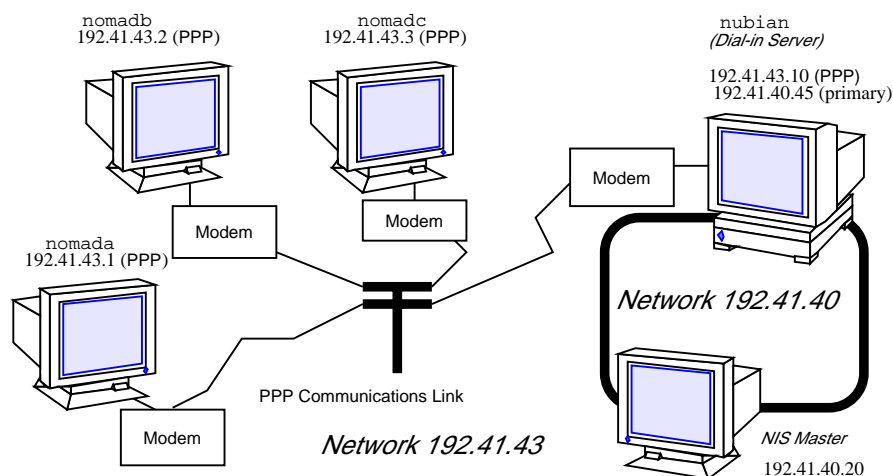 nomadb
192.41.43.2 (PPP)
nomadc
192.41.43.3 (PPP)
nubian
(Dial-in Server)
192.41.43.10 (PPP)
192.41.40.45 (primary)
Modem
Modem
Modem
nomada
192.41.43.1 (PPP)
Network 192.41.40
PPP Communications Link
Modem
Network 192.41.43
NIS Master
192.41.40.20